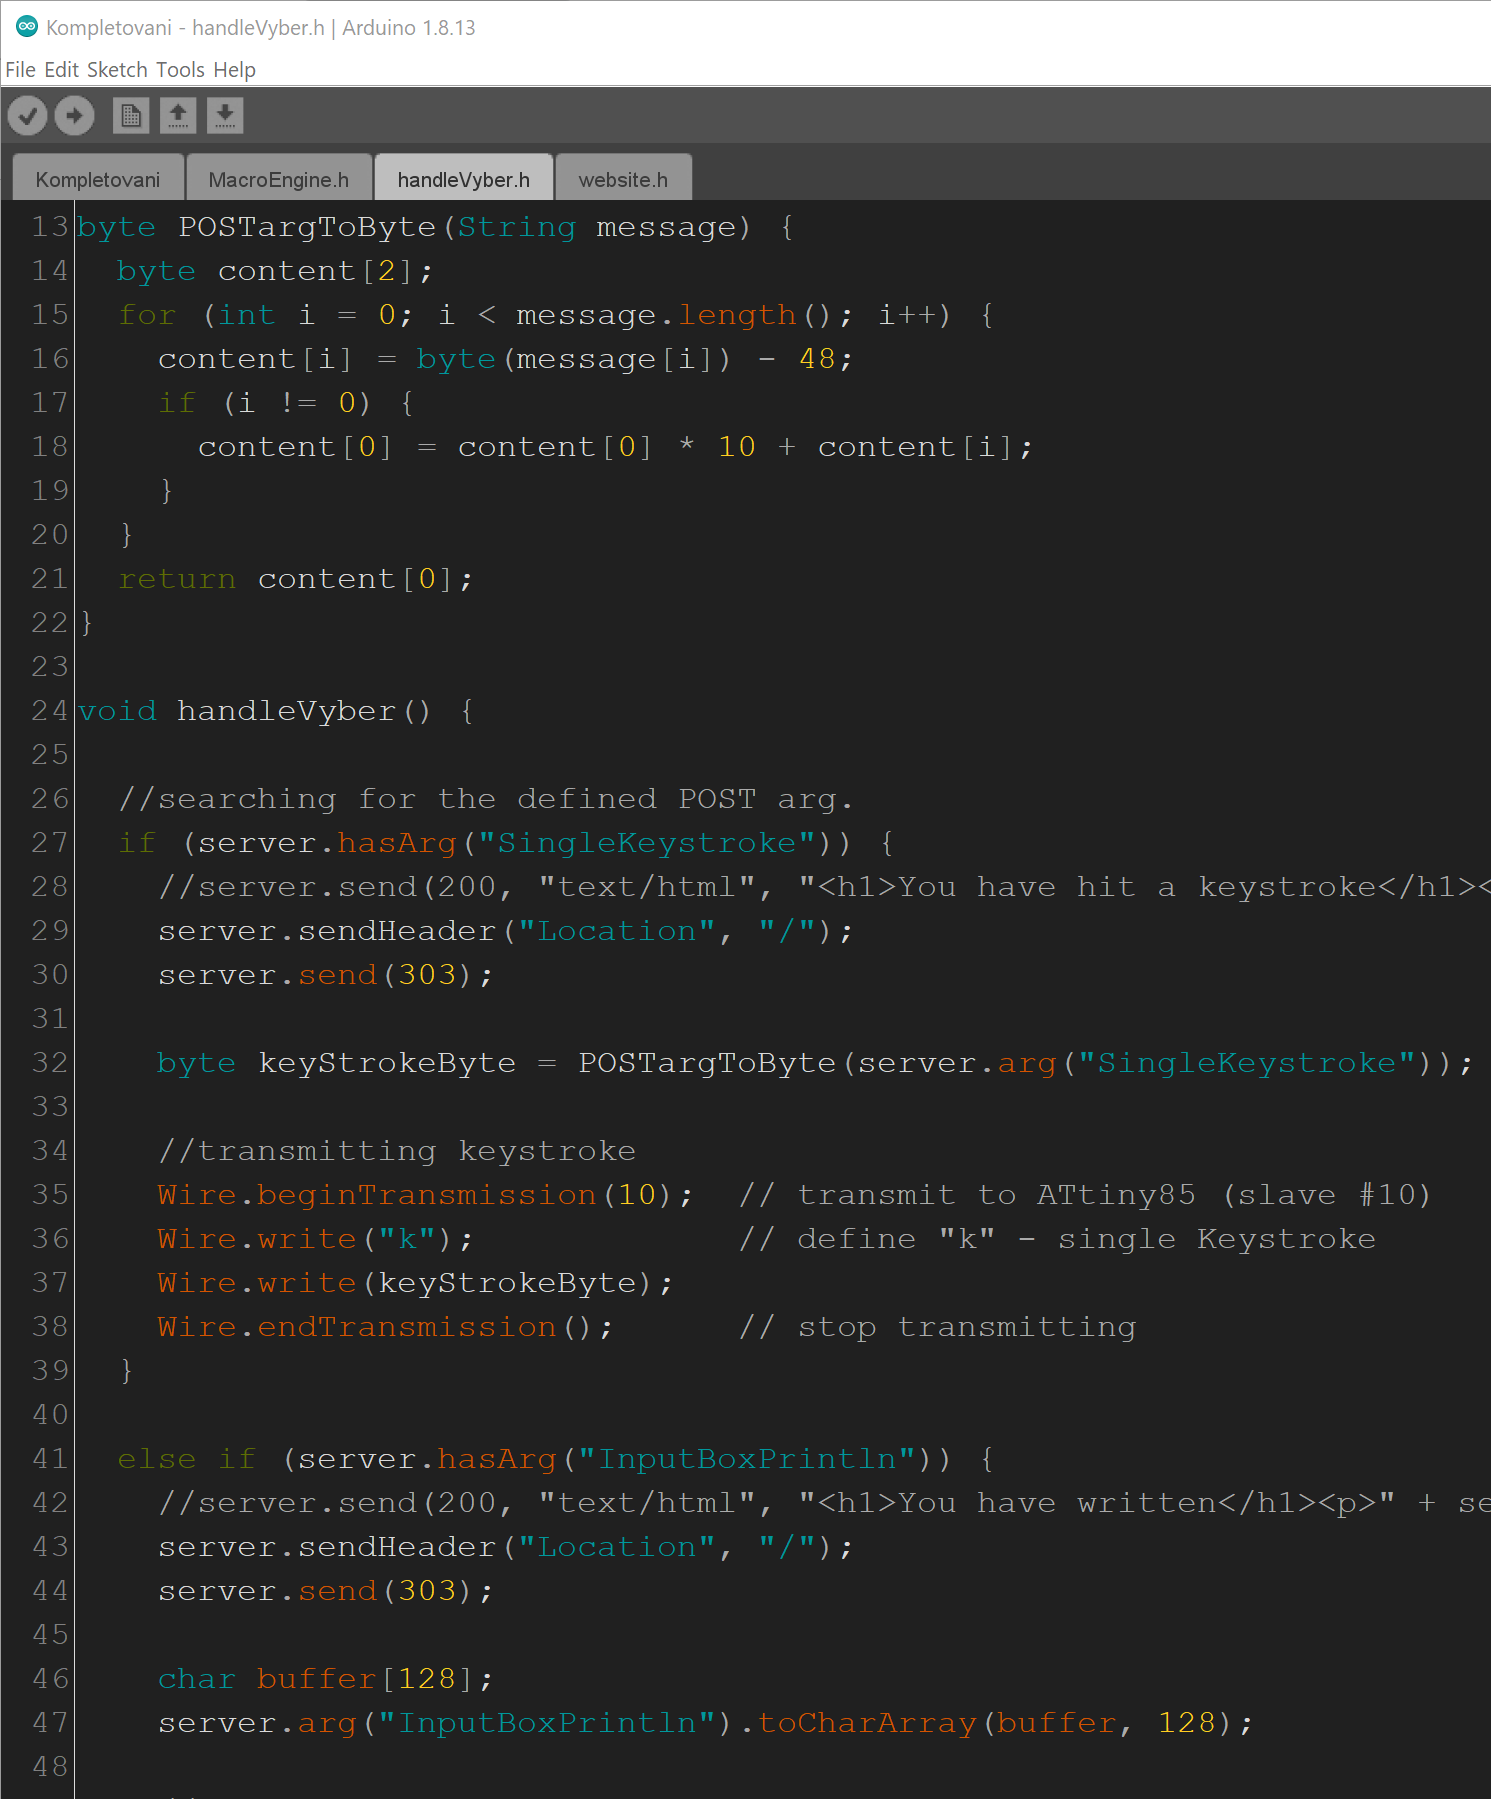 Kompletovani - handleVyber.h | Arduino 1.8.13
File Edit Sketch Tools Help
Kompletovani MacroEngine.h handleVyber.h website.h
13 byte POSTargToByte(String message) {
14   byte content[2];
15   for (int i = 0; i < message.length(); i++) {
16     content[i] = byte(message[i]) - 48;
17     if (i != 0) {
18       content[0] = content[0] * 10 + content[i];
19     }
20   }
21   return content[0];
22 }
23
24 void handleVyber() {
25
26   //searching for the defined POST arg.
27   if (server.hasArg("SingleKeystroke")) {
28     //server.send(200, "text/html", "<h1>You have hit a keystroke</h1><
29     server.sendHeader("Location", "/");
30     server.send(303);
31
32     byte keyStrokeByte = POSTargToByte(server.arg("SingleKeystroke"));
33
34     //transmitting keystroke
35     Wire.beginTransmission(10);  // transmit to ATtiny85 (slave #10)
36     Wire.write("k");             // define "k" - single Keystroke
37     Wire.write(keyStrokeByte);
38     Wire.endTransmission();      // stop transmitting
39   }
40
41   else if (server.hasArg("InputBoxPrintln")) {
42     //server.send(200, "text/html", "<h1>You have written</h1><p>" + se
43     server.sendHeader("Location", "/");
44     server.send(303);
45
46     char buffer[128];
47     server.arg("InputBoxPrintln").toCharArray(buffer, 128);
48